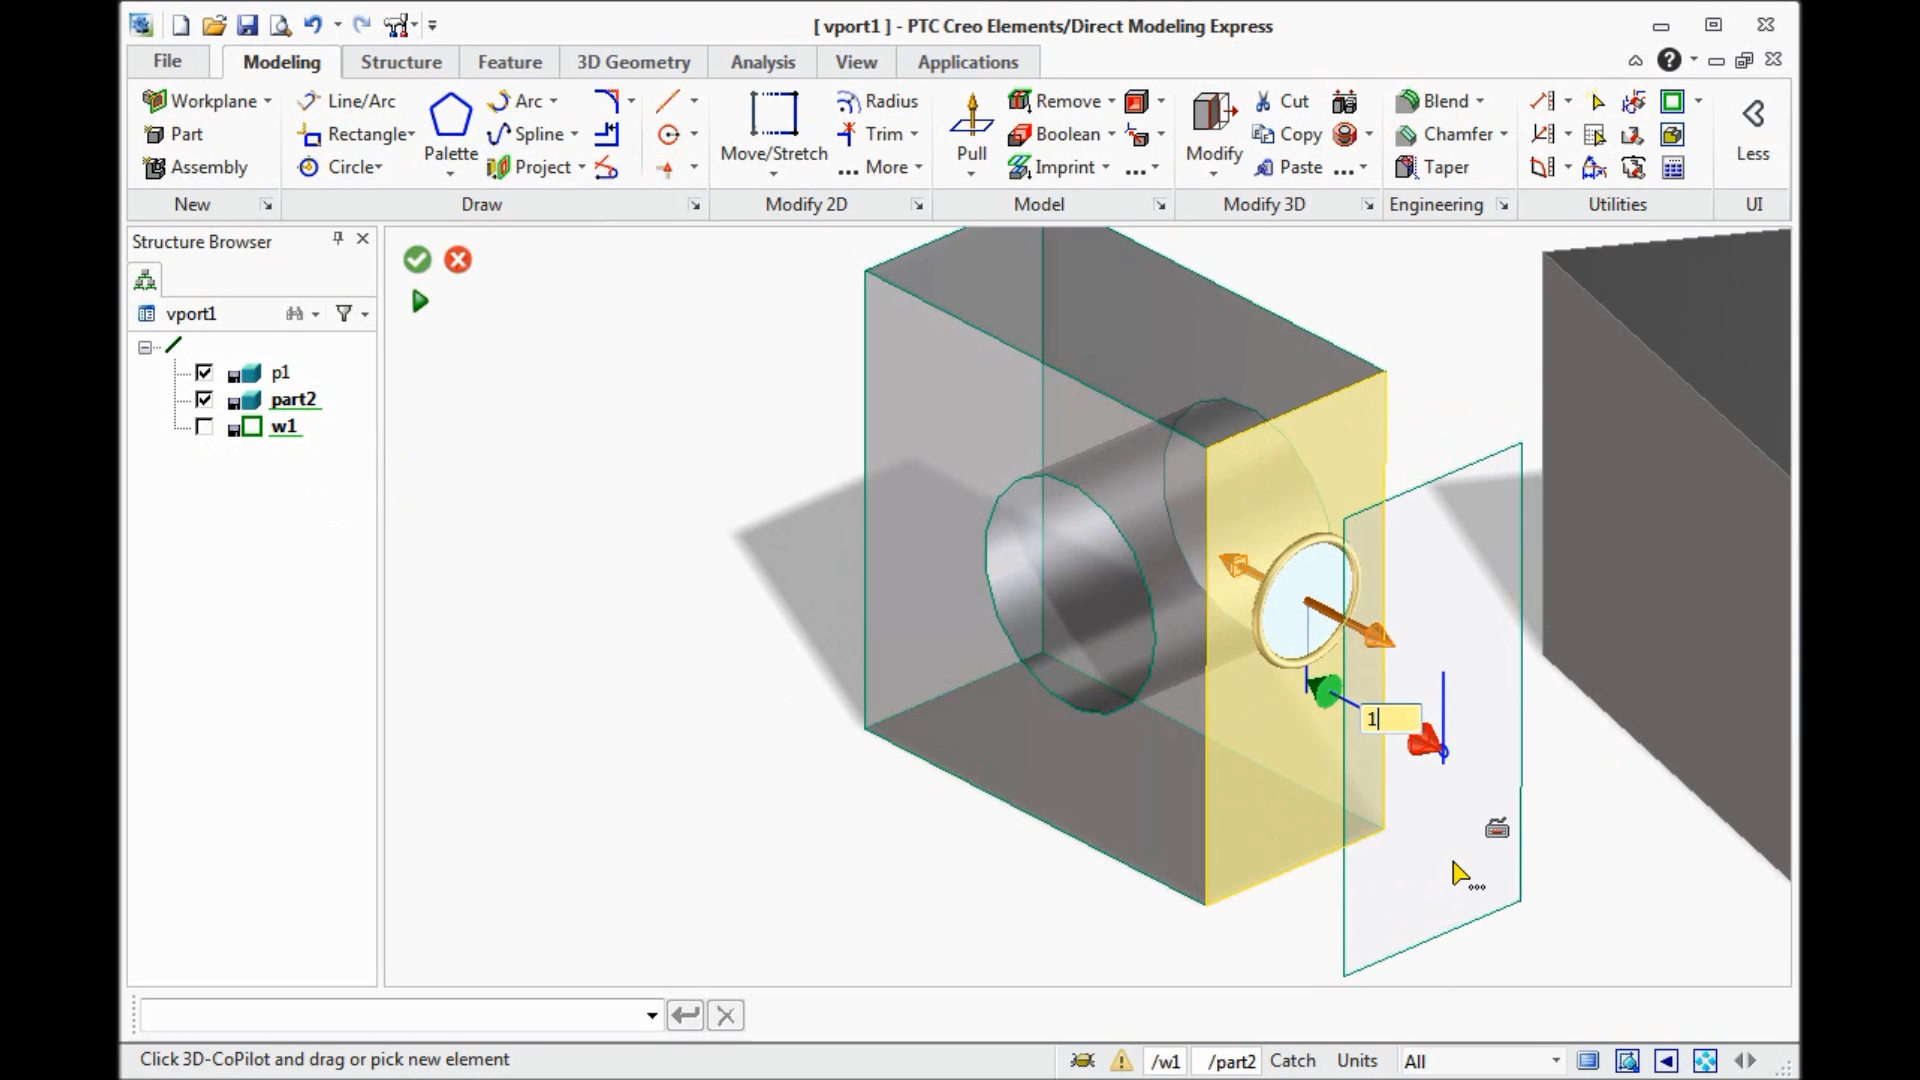 [ vport1 ] - PTC Creo Elements/Direct Modeling Express
File Modeling Structure Feature 3D Geometry Analysis View Applications
Workplane Line/Arc Arc Radius Remove Cut Blend
Part Rectangle Spline Trim Boolean Copy Chamfer
Palette Move/Stretch Pull Modify Less
Assembly Circle Project ... More Imprint ... Paste ... Taper
New Draw Modify 2D Model Modify 3D Engineering Utilities UI
Structure Browser
vport1
p1
part2
w1
1
Click 3D-CoPilot and drag or pick new element
/w1 /part2 Catch Units All